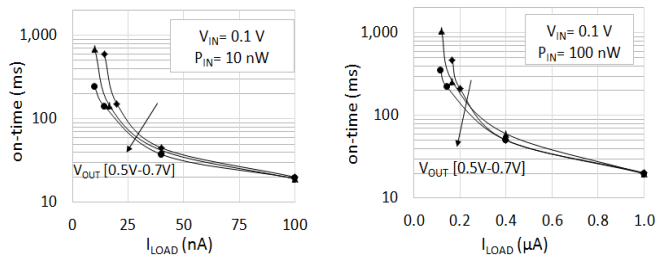 1,000
100
10
on-time (ms)
V_IN= 0.1 V
P_IN= 10 nW
V_OUT [0.5V-0.7V]
0 25 50 75 100
I_LOAD (nA)
1,000
100
10
on-time (ms)
V_IN= 0.1 V
P_IN= 100 nW
V_OUT [0.5V-0.7V]
0.0 0.2 0.4 0.6 0.8 1.0
I_LOAD (µA)